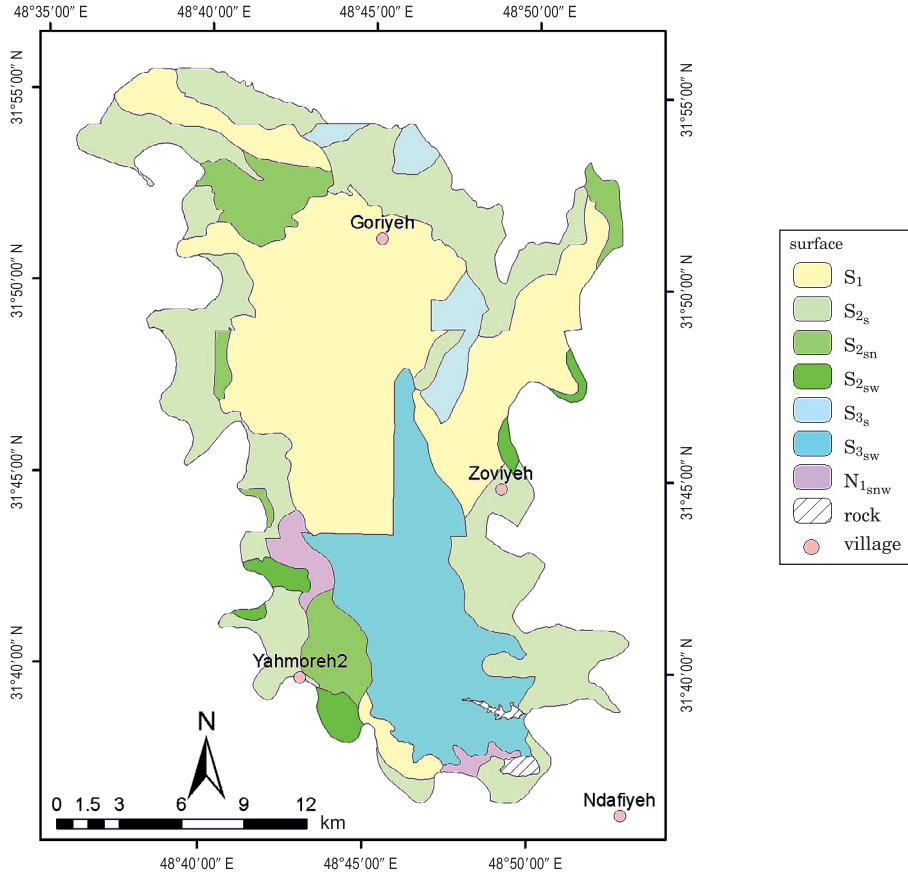 48°35′00″ E 48°40′00″ E 48°45′00″ E 48°50′00″ E
31°55′00″ N
31°55′00″ N
Goriyeh
surface
S₁
31°50′00″ N
31°50′00″ N
S₂ₛ
S₂ₛₙ
S₂sw
S₃ₛ
S₃sw
N₁snw
rock
village
31°45′00″ N
Zoviyeh
31°45′00″ N
31°40′00″ N
Yahmoreh2
31°40′00″ N
N
0 1.5 3 6 9 12
km
Ndafiyeh
48°40′00″ E 48°45′00″ E 48°50′00″ E